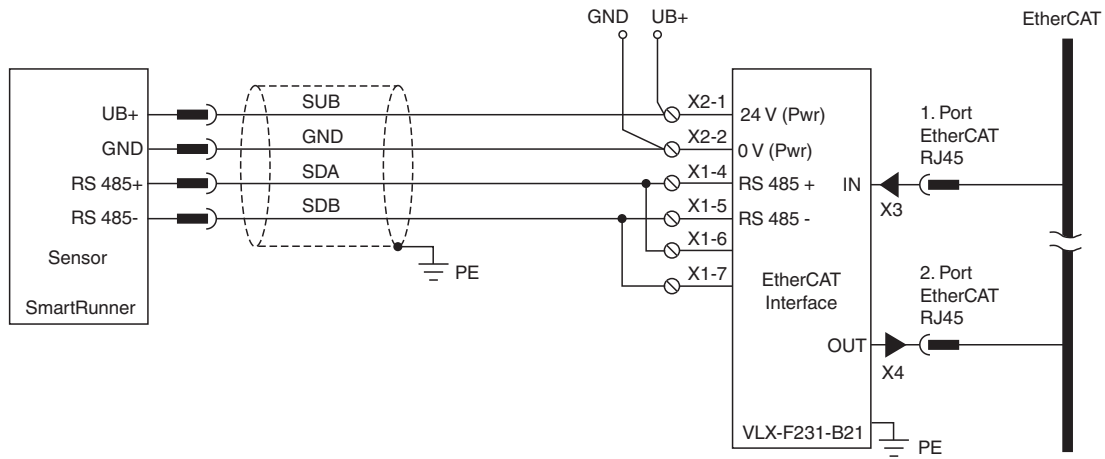 GND UB+
EtherCAT
UB+
SUB
X2-1
24 V (Pwr)
GND
GND
X2-2
0 V (Pwr)
RS 485+
SDA
X1-4
RS 485 +
IN
X3
RS 485-
SDB
X1-5
RS 485 -
X1-6
X1-7
1. Port
EtherCAT
RJ45
Sensor
SmartRunner
PE
EtherCAT
Interface
2. Port
EtherCAT
RJ45
OUT
X4
VLX-F231-B21
PE